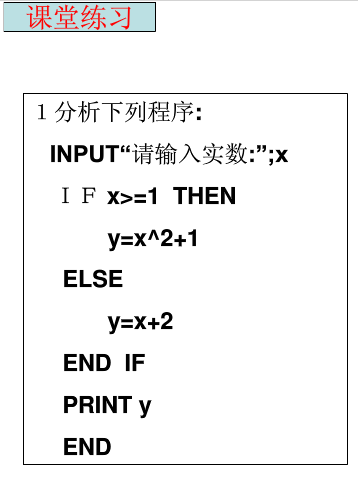 课堂练习
１分析下列程序:
INPUT“请输入实数:”;x
ＩＦ x>=1 THEN
y=x^2+1
ELSE
y=x+2
END IF
PRINT y
END